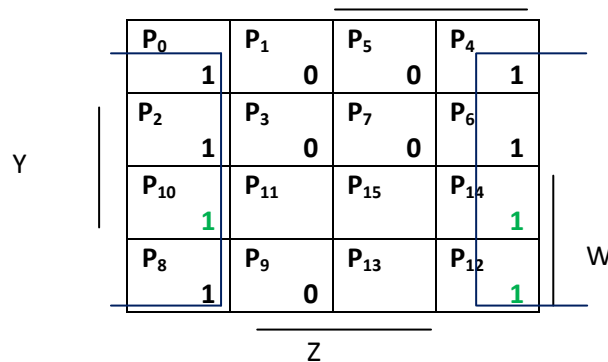 P₀ P₁ P₅ P₄
1 0 0 1
P₂ P₃ P₇ P₆
1 0 0 1
Y
P₁₀ P₁₁ P₁₅ P₁₄
1 1
W
P₈ P₉ P₁₃ P₁₂
1 0 1
Z